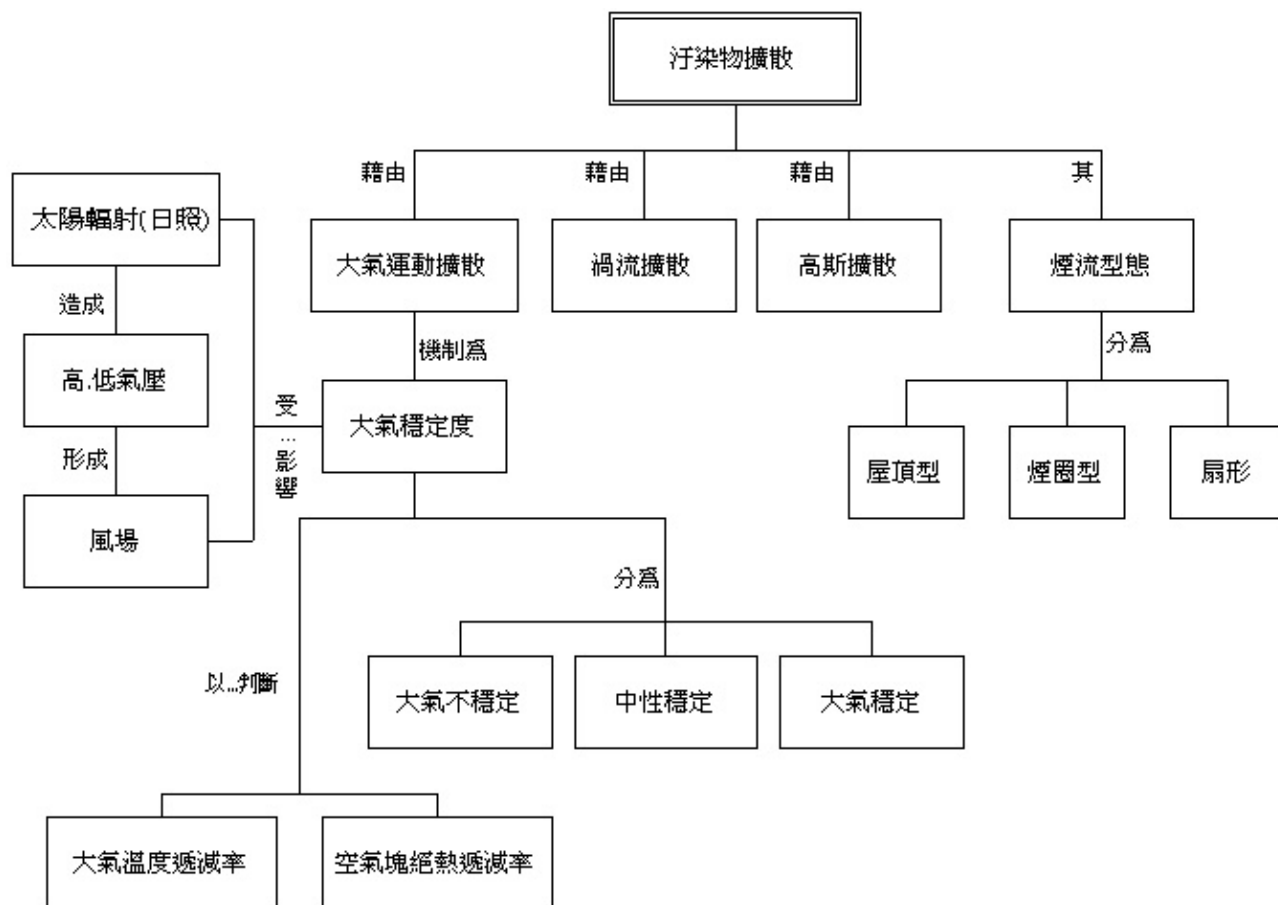 汙染物擴散
藉由
藉由
藉由
其
太陽輻射(日照)
大氣運動擴散
渦流擴散
高斯擴散
煙流型態
造成
機制爲
分爲
高.低氣壓
受...影響
大氣穩定度
形成
屋頂型
煙圈型
扇形
風場
分爲
以...判斷
大氣不穩定
中性穩定
大氣穩定
大氣溫度遞減率
空氣塊絕熱遞減率